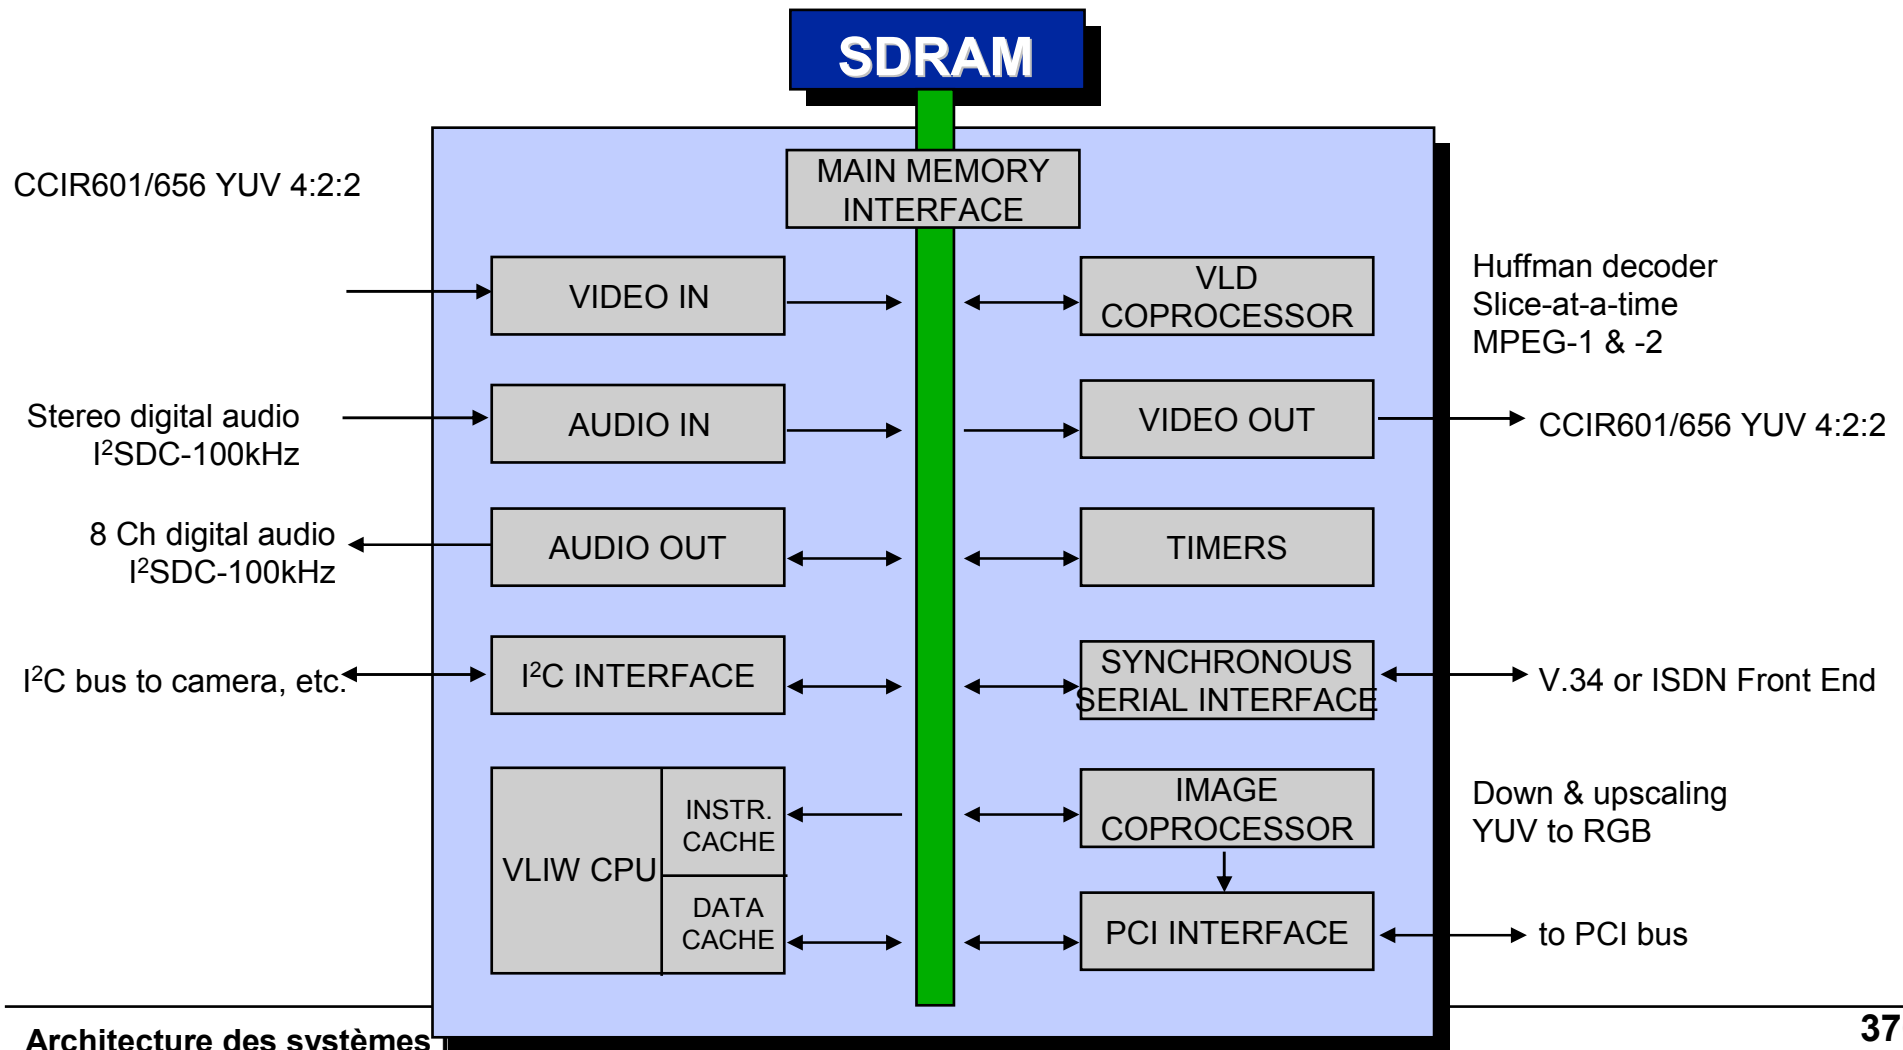 SDRAM
MAIN MEMORY
INTERFACE
CCIR601/656 YUV 4:2:2
VIDEO IN
VLD
COPROCESSOR
Huffman decoder
Slice-at-a-time
MPEG-1 & -2
Stereo digital audio
I²SDC-100kHz
AUDIO IN
VIDEO OUT
CCIR601/656 YUV 4:2:2
8 Ch digital audio
I²SDC-100kHz
AUDIO OUT
TIMERS
I²C bus to camera, etc.
I²C INTERFACE
SYNCHRONOUS
SERIAL INTERFACE
V.34 or ISDN Front End
VLIW CPU
INSTR.
CACHE
DATA
CACHE
IMAGE
COPROCESSOR
Down & upscaling
YUV to RGB
PCI INTERFACE
to PCI bus
Architecture des systèmes
37